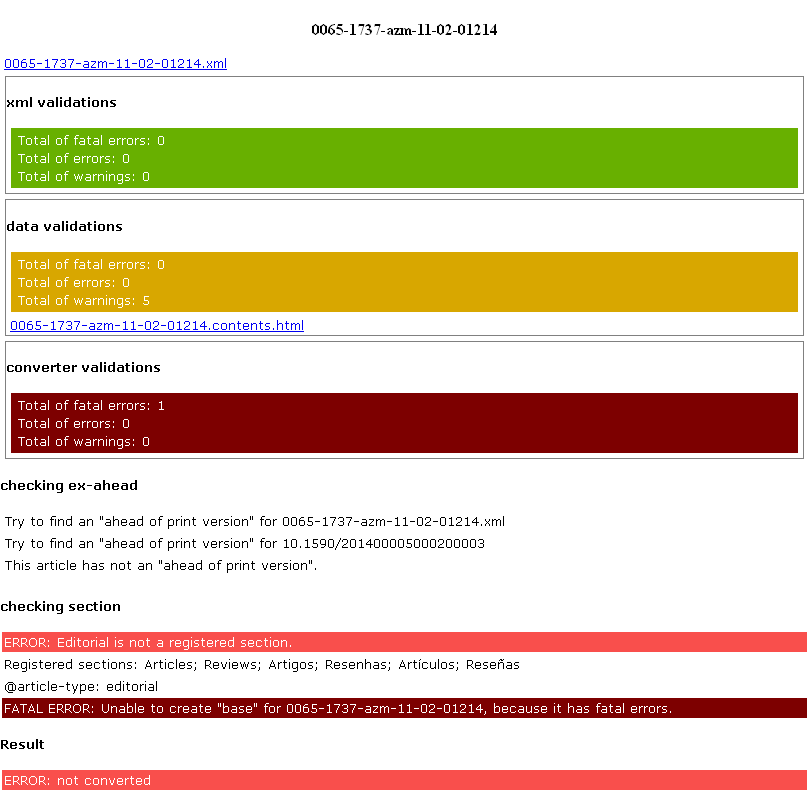 0065-1737-azm-11-02-01214
0065-1737-azm-11-02-01214.xml
xml validations
Total of fatal errors: 0
Total of errors: 0
Total of warnings: 0
data validations
Total of fatal errors: 0
Total of errors: 0
Total of warnings: 5
0065-1737-azm-11-02-01214.contents.html
converter validations
Total of fatal errors: 1
Total of errors: 0
Total of warnings: 0
checking ex-ahead
Try to find an "ahead of print version" for 0065-1737-azm-11-02-01214.xml
Try to find an "ahead of print version" for 10.1590/201400005000200003
This article has not an "ahead of print version".
checking section
ERROR: Editorial is not a registered section.
Registered sections: Articles; Reviews; Artigos; Resenhas; Artículos; Reseñas
@article-type: editorial
FATAL ERROR: Unable to create "base" for 0065-1737-azm-11-02-01214, because it has fatal errors.
Result
ERROR: not converted